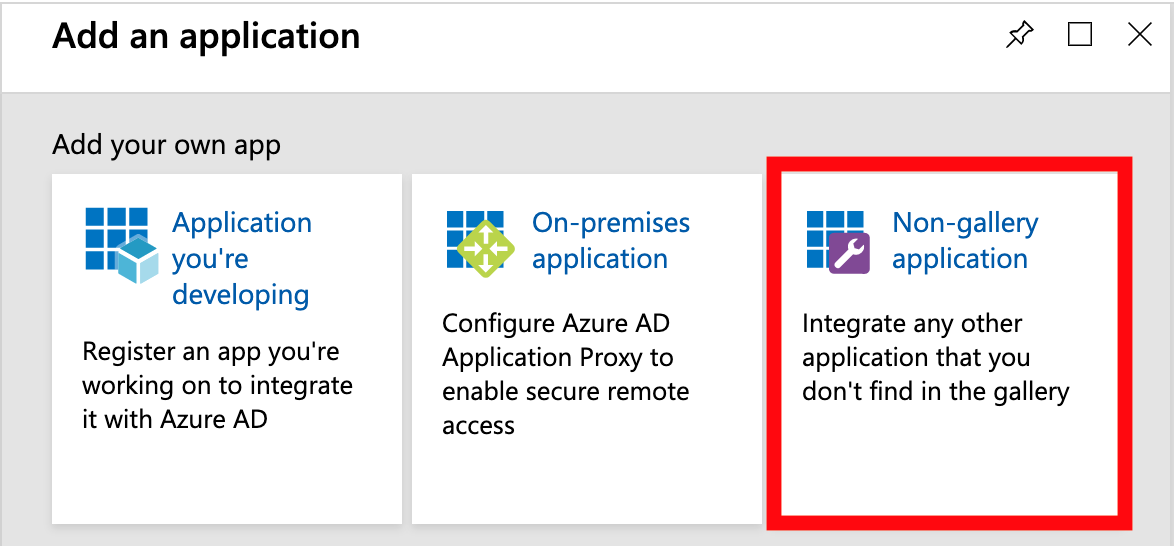 Add an application
Add your own app
Application
you're
developing
Register an app you're
working on to integrate
it with Azure AD
On-premises
application
Configure Azure AD
Application Proxy to
enable secure remote
access
Non-gallery
application
Integrate any other
application that you
don't find in the gallery